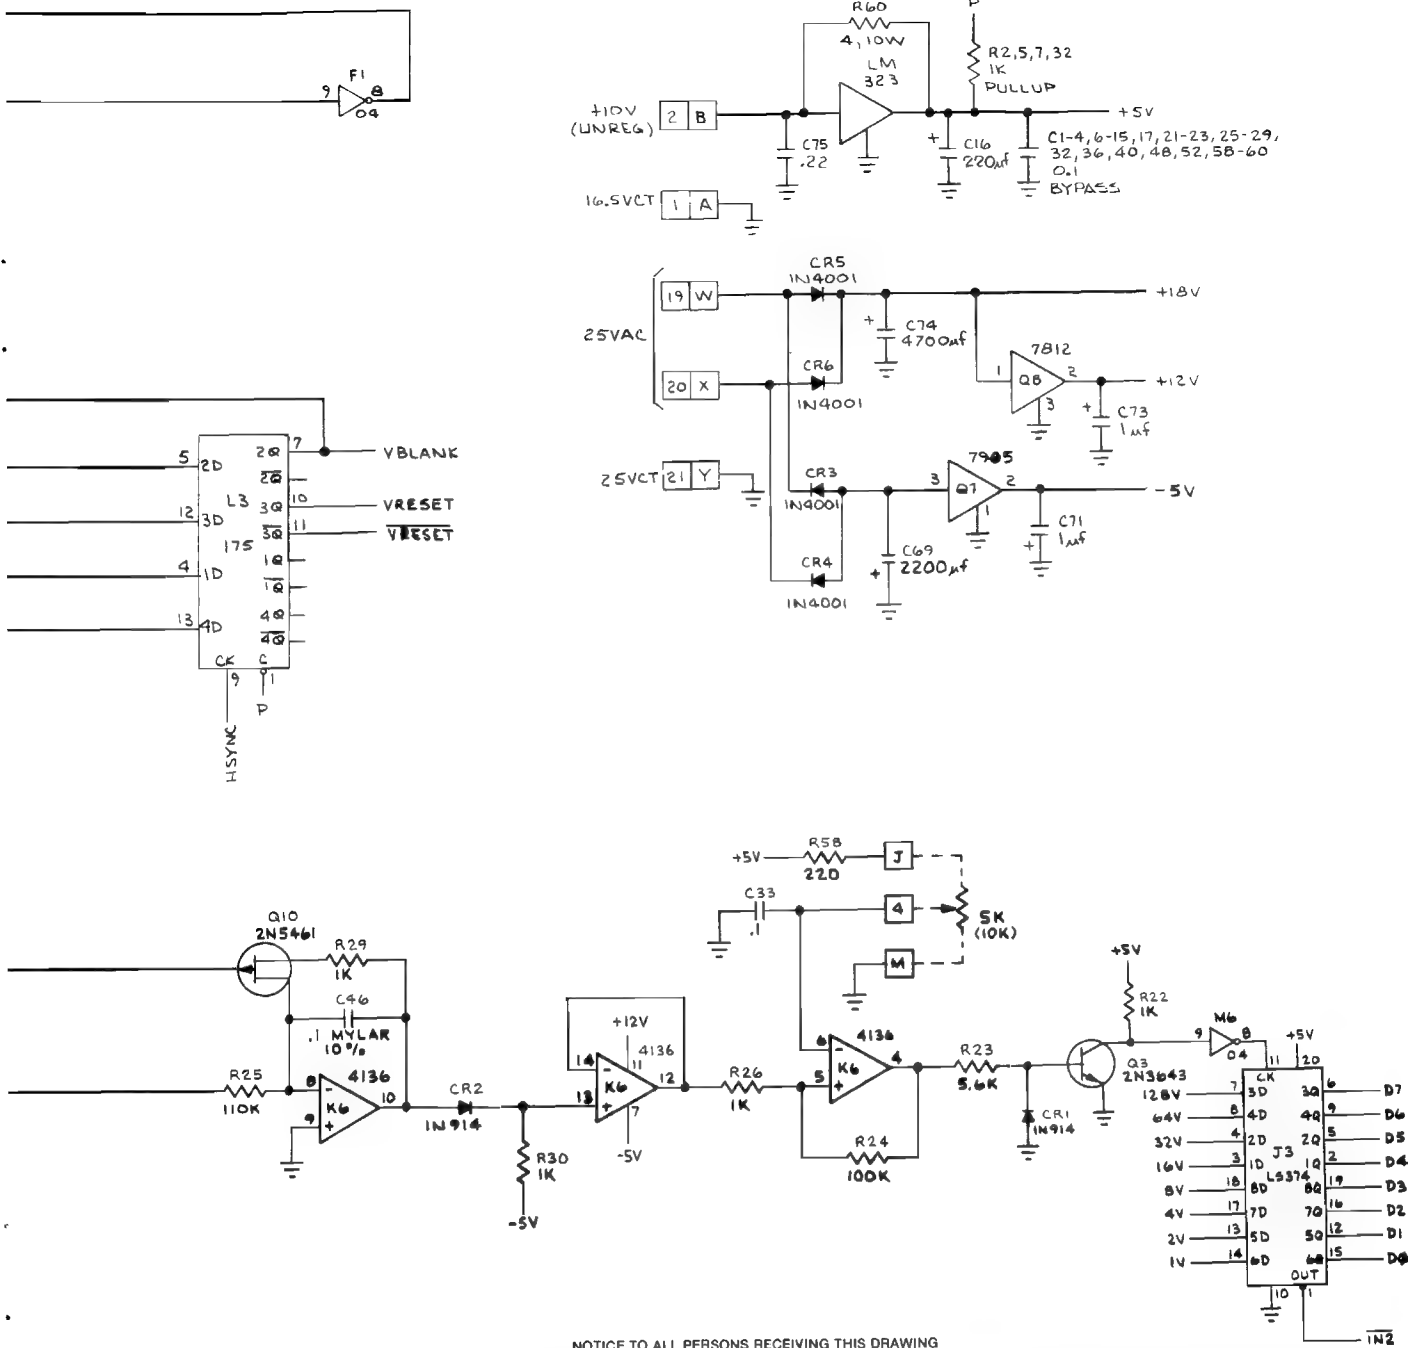 R60
4, 10W
LM
323
R2,5,7,32
1K
PULLUP
F1
9
8
04
+10V
(UNREG)
2 B
+5V
C75
.22
+
C16
220µf
C1-4, 6-15, 17, 21-23, 25-29,
32, 36, 40, 48, 52, 58-60
0.1
BYPASS
16.5VCT 1 A
CR5
1N4001
19 W
+18V
25VAC
+
C74
4700µf
7812
1 Q8 2
3
+12V
+
C73
1µf
CR6
20 X
1N4001
7905
25VCT 21 Y
CR3
1N4001
3 Q7 2
1
-5V
C71
1µf
+
C69
2200µf
+
CR4
1N4001
2Q 7
VBLANK
5 2D
2Q
L3
3Q 10
VRESET
12 3D
3Q 11
VRESET
175
1Q
4 1D
1Q
4Q
13 4D
4Q
CK C
9 1
P
HSYNC
R58
+5V
220
J
C33
.1
4
5K
(10K)
M
Q10
2N5461
R29
1K
C46
.1 MYLAR
10%
R25
110K
8
-
4136
K6
10
9
+
CR2
1N914
R30
1K
-5V
+12V
14
-
11
4136
K6
12
13
+
7
-5V
R26
1K
6
-
4136
K6
4
5
+
R24
100K
R23
5.6K
CR1
1N914
+5V
R22
1K
Q3
2N3643
9
M6
8
04
+5V
11 20
CK
128V 7 3D 3Q 6 D7
64V 8 4D 4Q 9 D6
32V 4 2D 2Q 5 D5
J3
16V 3 1D 1Q 2 D4
LS374
8V 18 8D 8Q 19 D3
4V 17 7D 7Q 16 D2
2V 13 5D 5Q 12 D1
1V 14 6D 6Q 15 D0
OUT
10 1
IN2
NOTICE TO ALL PERSONS RECEIVING THIS DRAWING